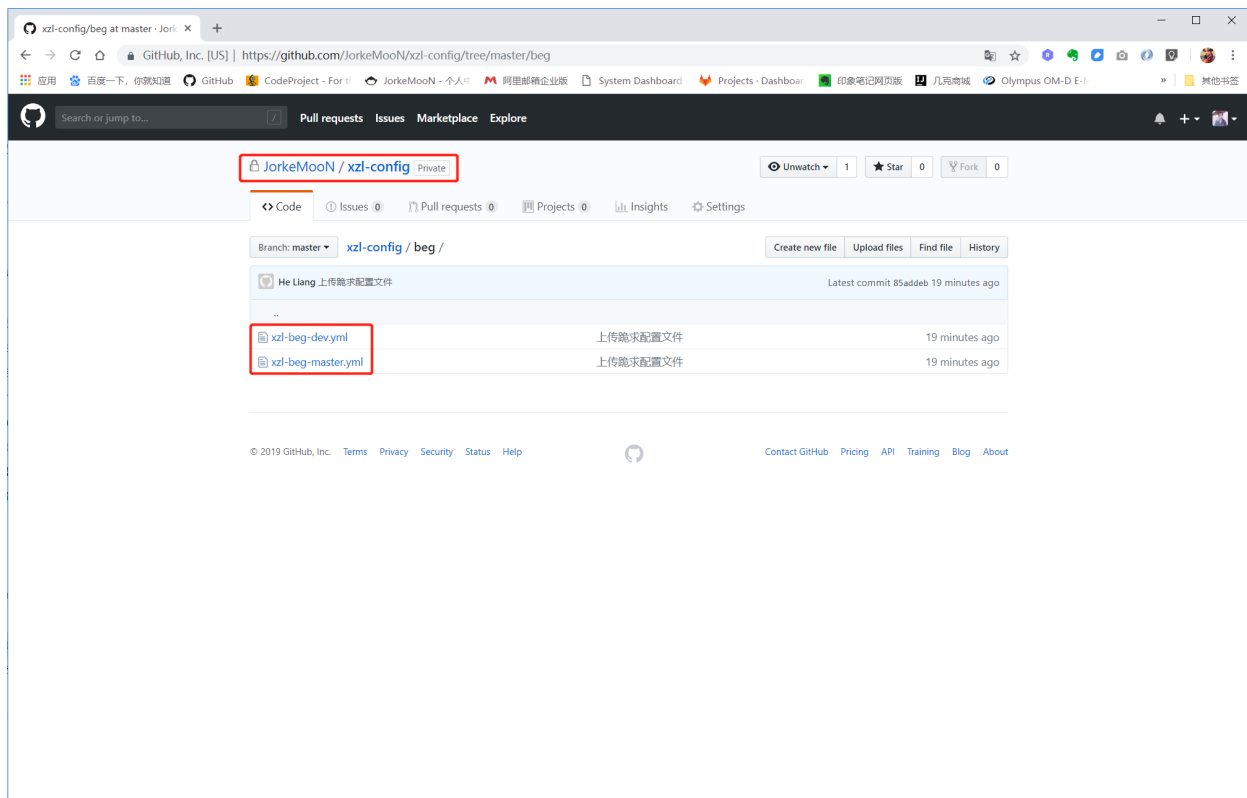 xzl-config/beg at master · Jork
GitHub, Inc. [US] | https://github.com/JorkeMooN/xzl-config/tree/master/beg
应用 百度一下，你就知道 GitHub CodeProject - For t JorkeMooN - 个人中 阿里邮箱企业版 System Dashboard Projects · Dashboar 印象笔记网页版 几克商城 Olympus OM-D E- » 其他书签
Search or jump to... / Pull requests Issues Marketplace Explore
JorkeMooN / xzl-config Private Unwatch 1 Star 0 Fork 0
Code Issues 0 Pull requests 0 Projects 0 Insights Settings
Branch: master xzl-config / beg / Create new file Upload files Find file History
He Liang 上传跪求配置文件 Latest commit 85addeb 19 minutes ago
..
xzl-beg-dev.yml 上传跪求配置文件 19 minutes ago
xzl-beg-master.yml 上传跪求配置文件 19 minutes ago
© 2019 GitHub, Inc. Terms Privacy Security Status Help Contact GitHub Pricing API Training Blog About